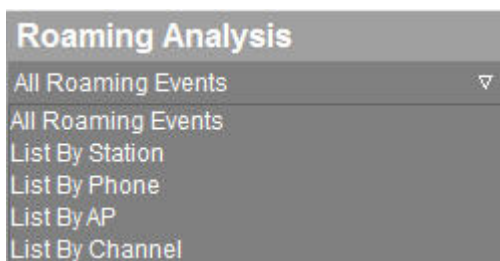 Roaming Analysis
All Roaming Events
All Roaming Events
List By Station
List By Phone
List By AP
List By Channel